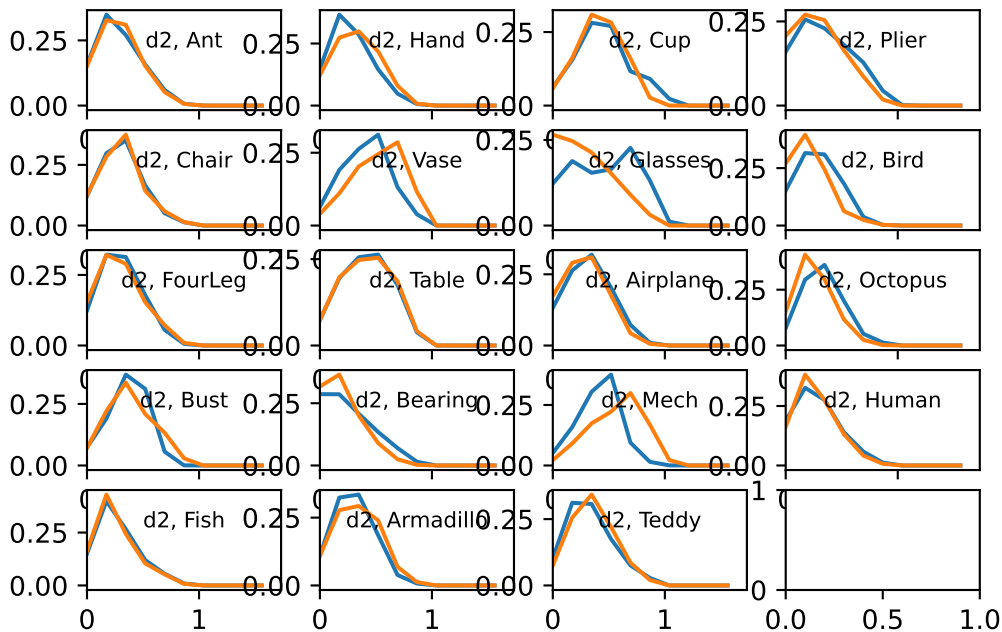 0.25 d2, Ant 0.25 d2, Hand 0.25 d2, Cup 0.25 d2, Plier
0.00 0.00 0.00 0.00
0.25 d2, Chair 0.25 d2, Vase 0.25 d2, Glasses 0.25 d2, Bird
0.00 0.00 0.00 0.00
0.25 d2, FourLeg 0.25 d2, Table 0.25 d2, Airplane 0.25 d2, Octopus
0.00 0.00 0.00 0.00
0.25 d2, Bust 0.25 d2, Bearing 0.25 d2, Mech 0.25 d2, Human
0.00 0.00 0.00 0.00
0.25 d2, Fish 0.25 d2, Armadillo 0.25 d2, Teddy 1
0.00 0.00 0.00 0
0 1 0 1 0 1 0.0 0.5 1.0